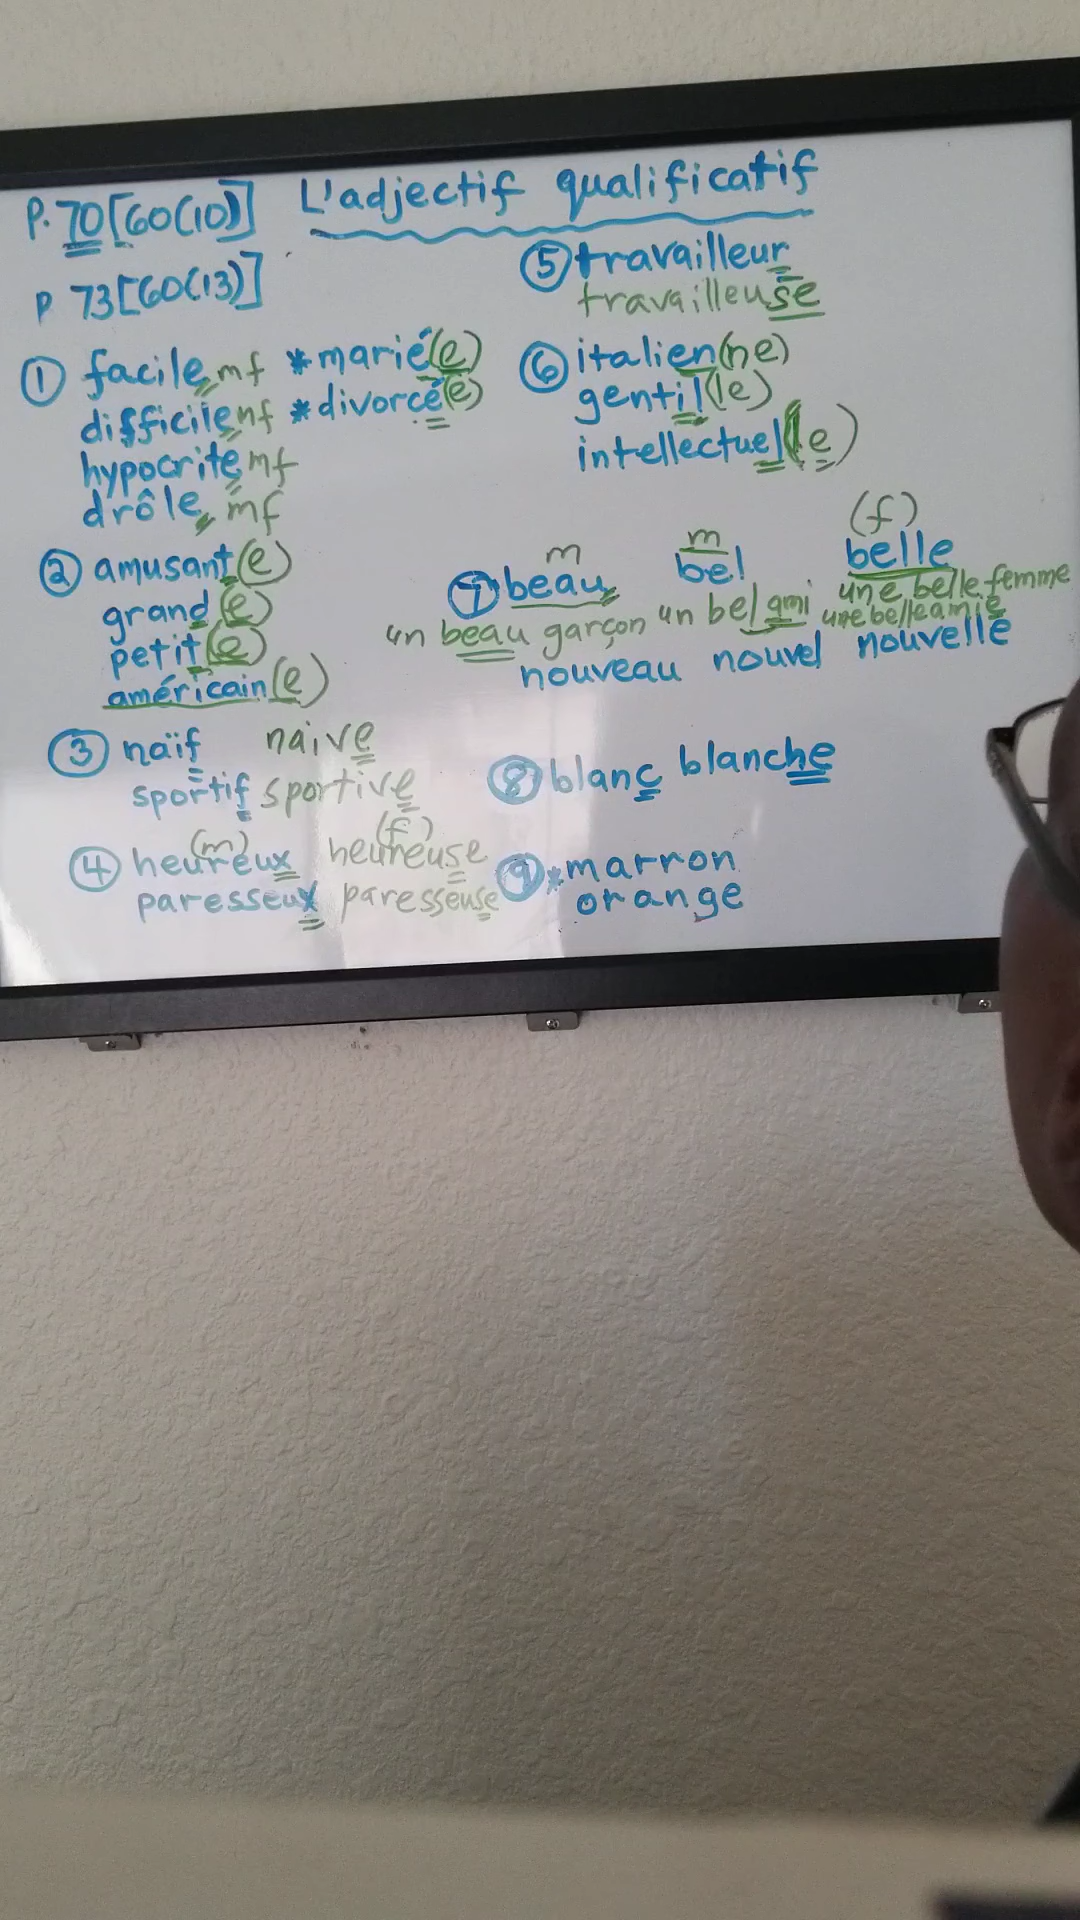 P. 70[60(10)] L'adjectif qualificatif
P 73[60(13)]
① facile mf *marié(e)
difficile mf *divorcé(e)
hypocrite mf
drôle mf
② amusant(e)
grand(e)
petit(e)
américain(e)
③ naïf naive
sportif sportive
④ heureux (m) heureuse (f)
paresseux paresseuse
⑤ travailleur
travailleuse
⑥ italien(ne)
gentil(le)
intellectuel(le)
m m (f)
⑦ beau bel belle
un beau garçon un bel ami une belle femme
une belle amie
nouveau nouvel nouvelle
⑧ blanc blanche
⑨ *marron
orange